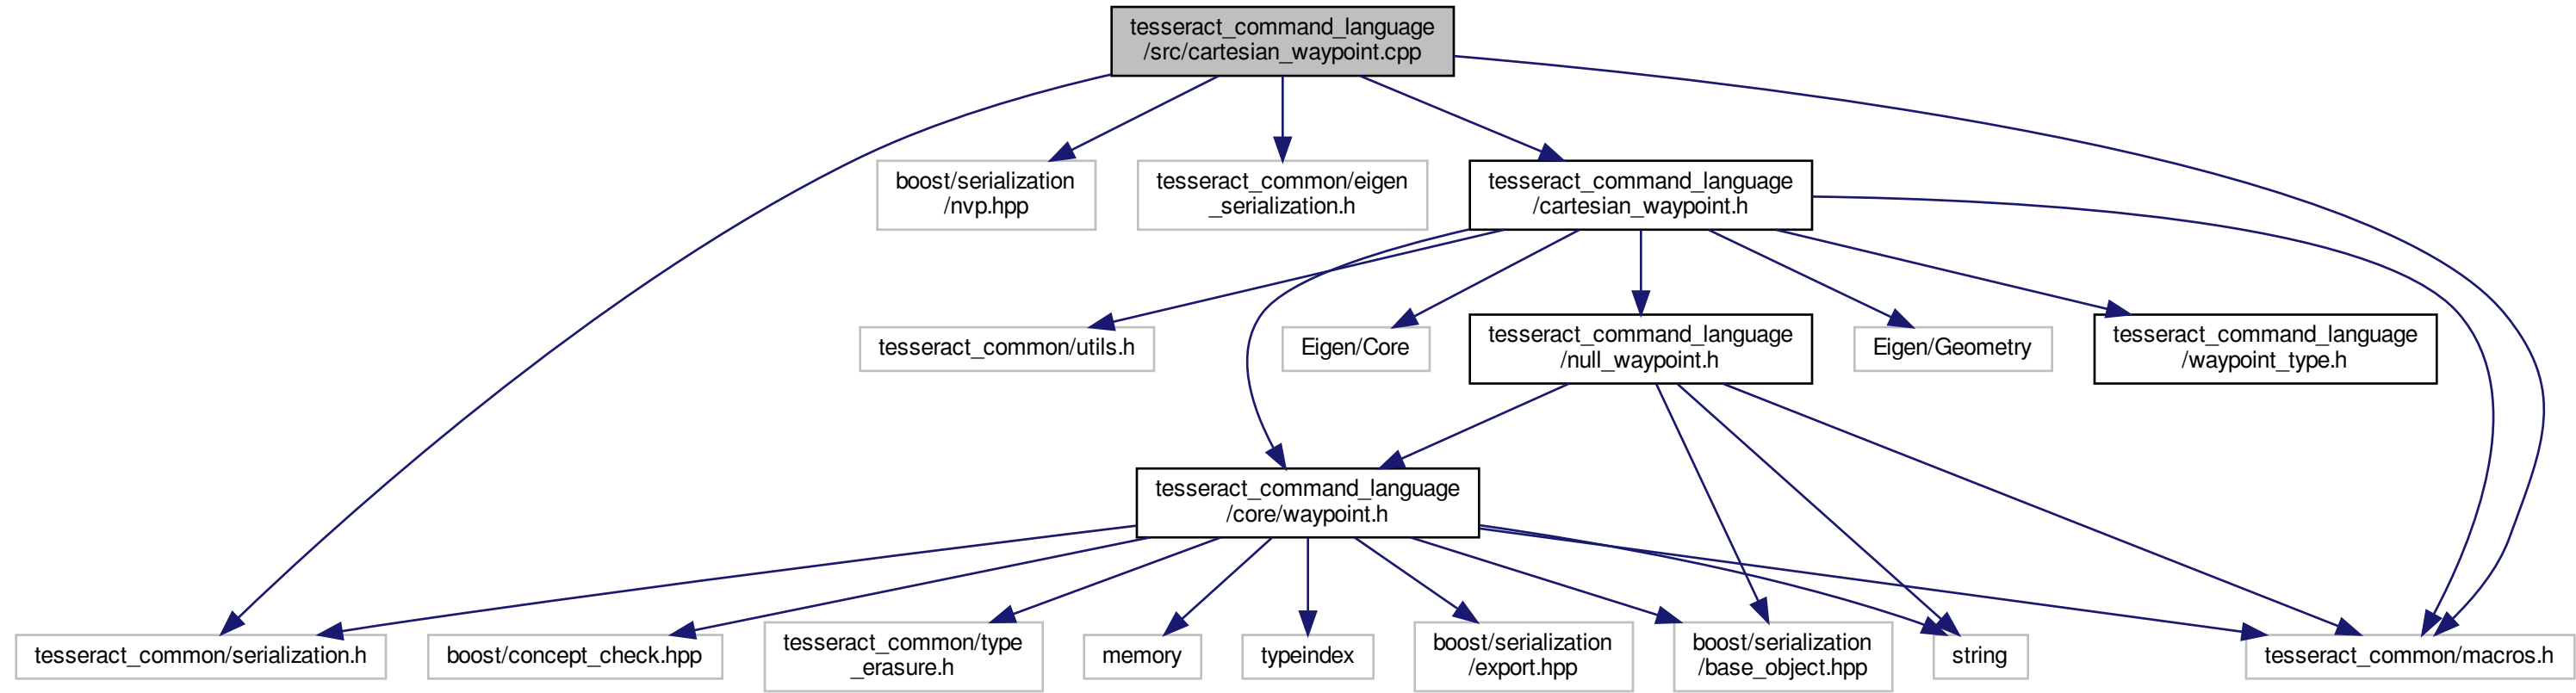 tesseract_command_language
/src/cartesian_waypoint.cpp
boost/serialization
/nvp.hpp
tesseract_common/eigen
_serialization.h
tesseract_command_language
/cartesian_waypoint.h
tesseract_common/utils.h
Eigen/Core
tesseract_command_language
/null_waypoint.h
Eigen/Geometry
tesseract_command_language
/waypoint_type.h
tesseract_command_language
/core/waypoint.h
tesseract_common/serialization.h
boost/concept_check.hpp
tesseract_common/type
_erasure.h
memory
typeindex
boost/serialization
/export.hpp
boost/serialization
/base_object.hpp
string
tesseract_common/macros.h